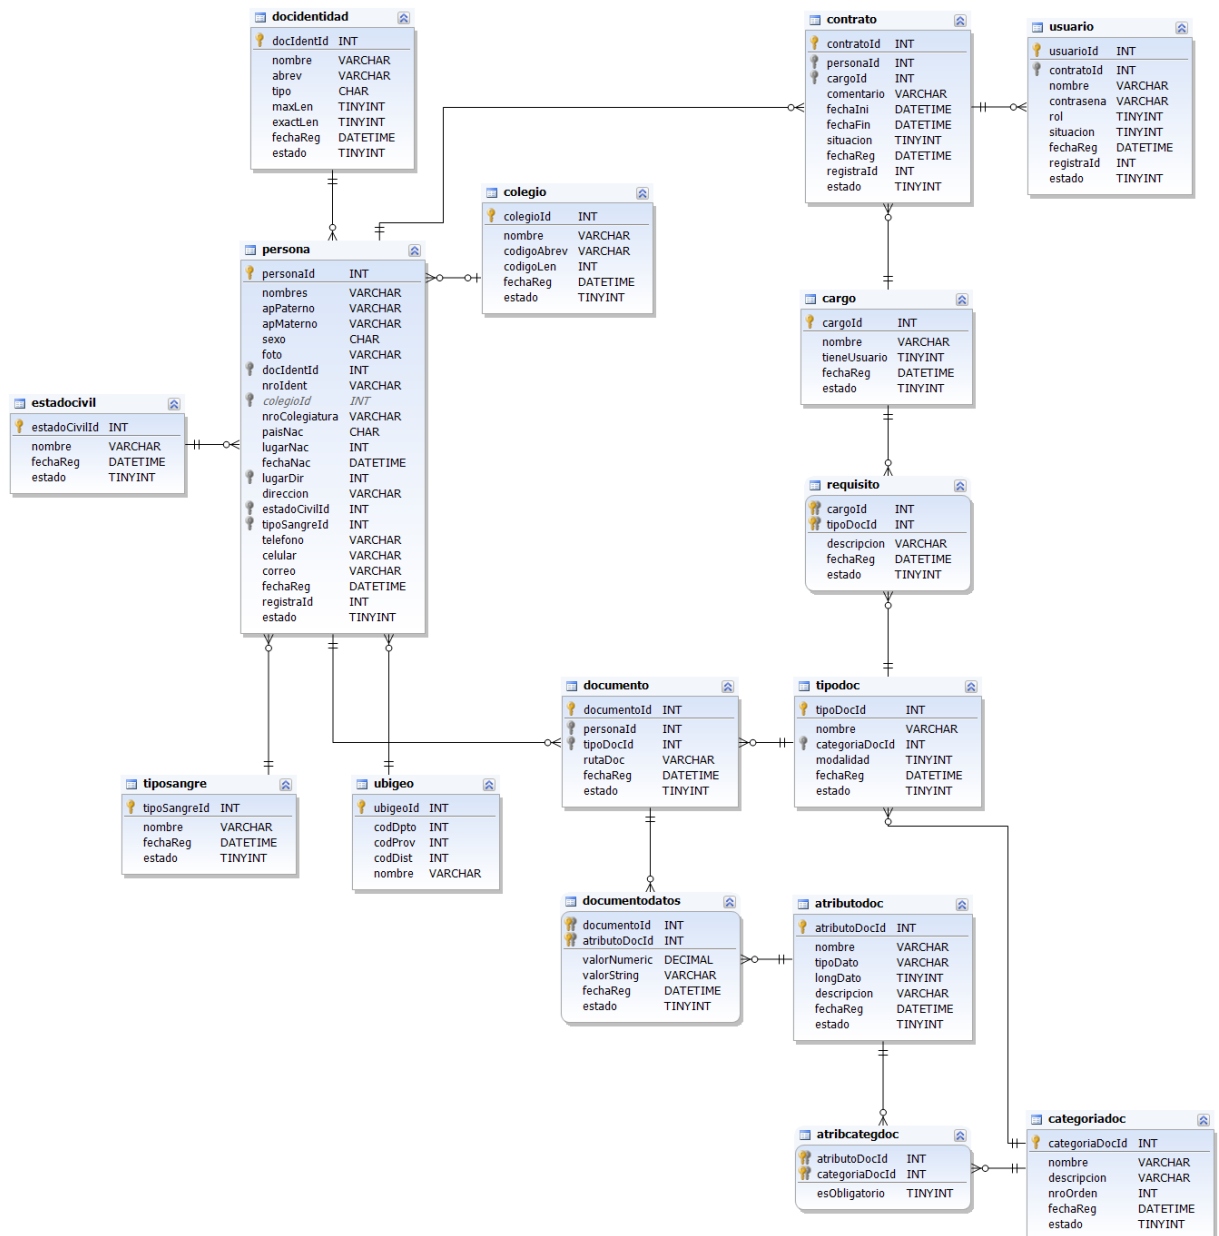 docidentidad
docIdentId INT
nombre VARCHAR
abrev VARCHAR
tipo CHAR
maxLen TINYINT
exactLen TINYINT
fechaReg DATETIME
estado TINYINT
contrato
contratoId INT
personaId INT
cargoId INT
comentario VARCHAR
fechaIni DATETIME
fechaFin DATETIME
situacion TINYINT
fechaReg DATETIME
registraId INT
estado TINYINT
usuario
usuarioId INT
contratoId INT
nombre VARCHAR
contrasena VARCHAR
rol TINYINT
situacion TINYINT
fechaReg DATETIME
registraId INT
estado TINYINT
colegio
colegioId INT
nombre VARCHAR
codigoAbrev VARCHAR
codigoLen INT
fechaReg DATETIME
estado TINYINT
persona
personaId INT
nombres VARCHAR
apPaterno VARCHAR
apMaterno VARCHAR
sexo CHAR
foto VARCHAR
docIdentId INT
nroIdent VARCHAR
colegioId INT
nroColegiatura VARCHAR
paisNac CHAR
lugarNac INT
fechaNac DATETIME
lugarDir INT
direccion VARCHAR
estadoCivilId INT
tipoSangreId INT
telefono VARCHAR
celular VARCHAR
correo VARCHAR
fechaReg DATETIME
registraId INT
estado TINYINT
cargo
cargoId INT
nombre VARCHAR
tieneUsuario TINYINT
fechaReg DATETIME
estado TINYINT
estadocivil
estadoCivilId INT
nombre VARCHAR
fechaReg DATETIME
estado TINYINT
requisito
cargoId INT
tipoDocId INT
descripcion VARCHAR
fechaReg DATETIME
estado TINYINT
documento
documentoId INT
personaId INT
tipoDocId INT
rutaDoc VARCHAR
fechaReg DATETIME
estado TINYINT
tipodoc
tipoDocId INT
nombre VARCHAR
categoriaDocId INT
modalidad TINYINT
fechaReg DATETIME
estado TINYINT
tiposangre
tipoSangreId INT
nombre VARCHAR
fechaReg DATETIME
estado TINYINT
ubigeo
ubigeoId INT
codDpto INT
codProv INT
codDist INT
nombre VARCHAR
documentodatos
documentoId INT
atributoDocId INT
valorNumeric DECIMAL
valorString VARCHAR
fechaReg DATETIME
estado TINYINT
atributodoc
atributoDocId INT
nombre VARCHAR
tipoDato VARCHAR
longDato TINYINT
descripcion VARCHAR
fechaReg DATETIME
estado TINYINT
atribcategdoc
atributoDocId INT
categoriaDocId INT
esObligatorio TINYINT
categoriadoc
categoriaDocId INT
nombre VARCHAR
descripcion VARCHAR
nroOrden INT
fechaReg DATETIME
estado TINYINT